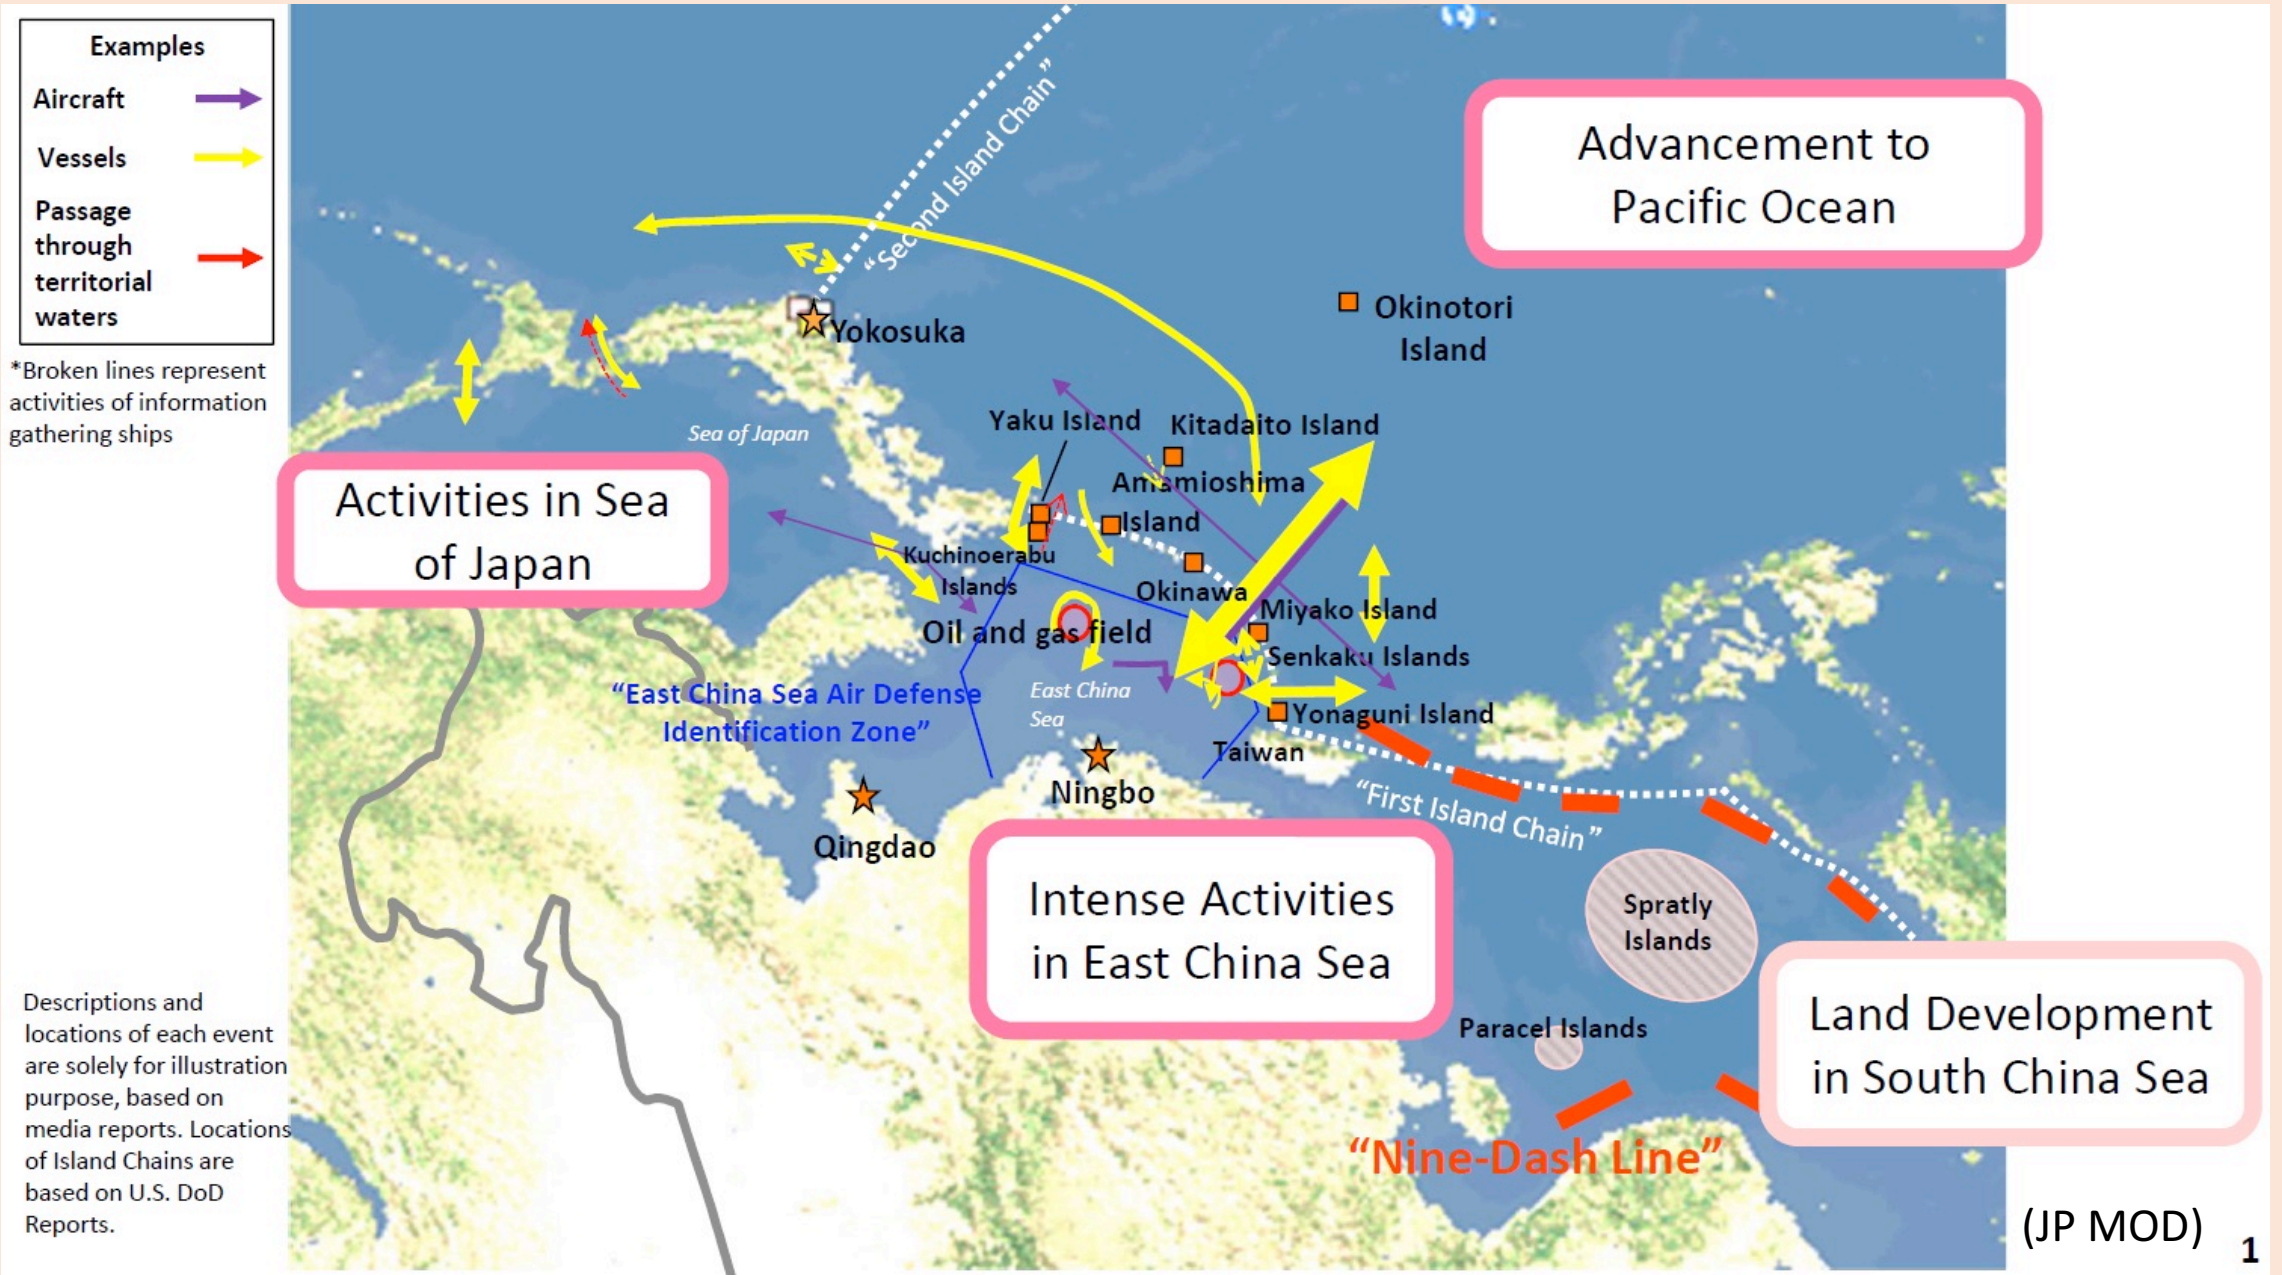 Examples
Aircraft
Vessels
Passage
through
territorial
waters
*Broken lines represent
activities of information
gathering ships
“Second Island Chain”
Advancement to
Pacific Ocean
Yokosuka
Okinotori
Island
Sea of Japan
Yaku Island
Kitadaito Island
Amamioshima
Island
Activities in Sea
of Japan
Kuchinoerabu
Islands
Okinawa
Miyako Island
Oil and gas field
Senkaku Islands
“East China Sea Air Defense
Identification Zone”
East China
Sea
Yonaguni Island
Taiwan
Ningbo
Qingdao
“First Island Chain”
Intense Activities
in East China Sea
Spratly
Islands
Paracel Islands
Land Development
in South China Sea
“Nine-Dash Line”
Descriptions and
locations of each event
are solely for illustration
purpose, based on
media reports. Locations
of Island Chains are
based on U.S. DoD
Reports.
(JP MOD)
1